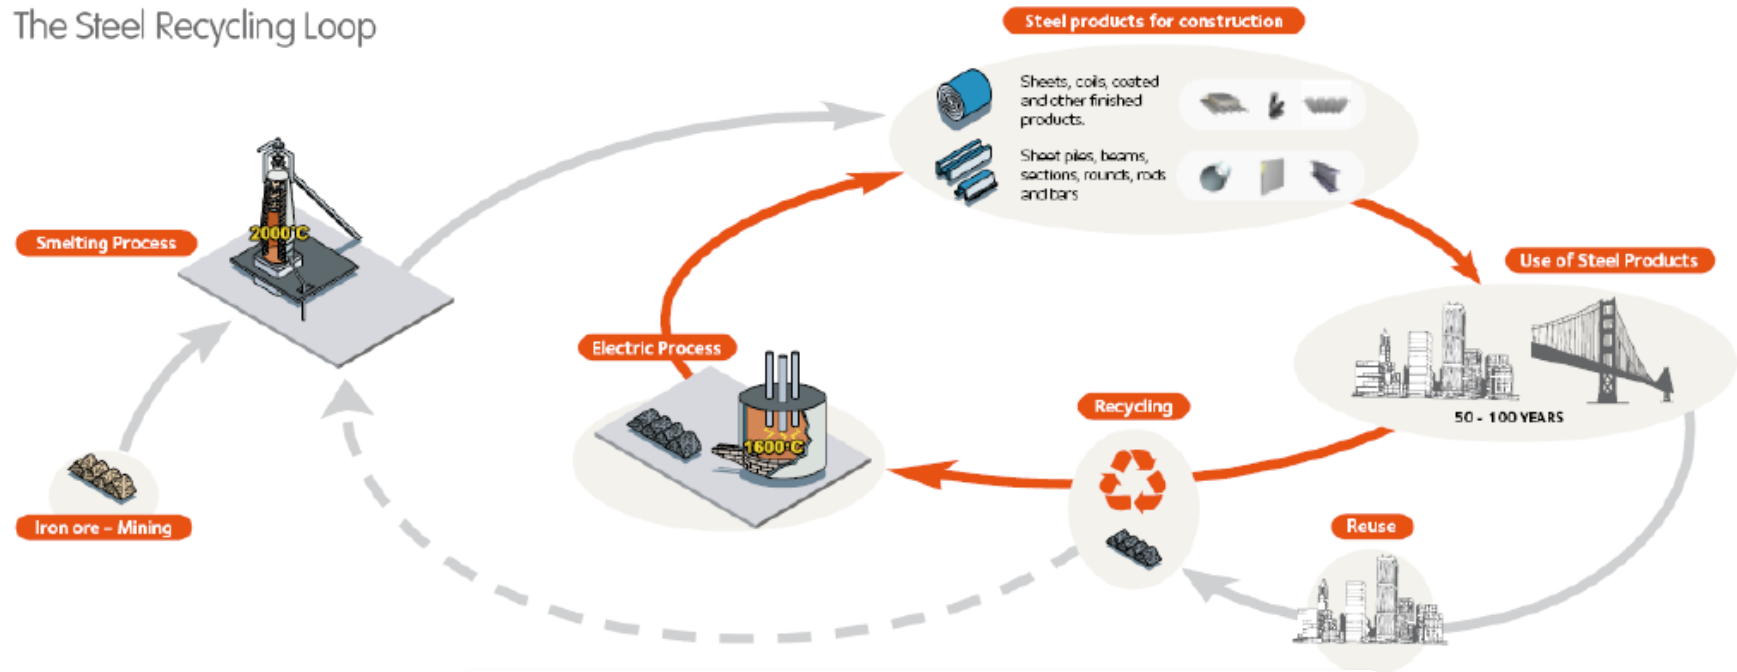 The Steel Recycling Loop
Steel products for construction
Sheets, coils, coated
and other finished
products.
Sheet piles, beams,
sections, rounds, rods
and bars
2000°C
Smelting Process
Use of Steel Products
Electric Process
1600°C
50 - 100 YEARS
Recycling
Iron ore – Mining
Reuse